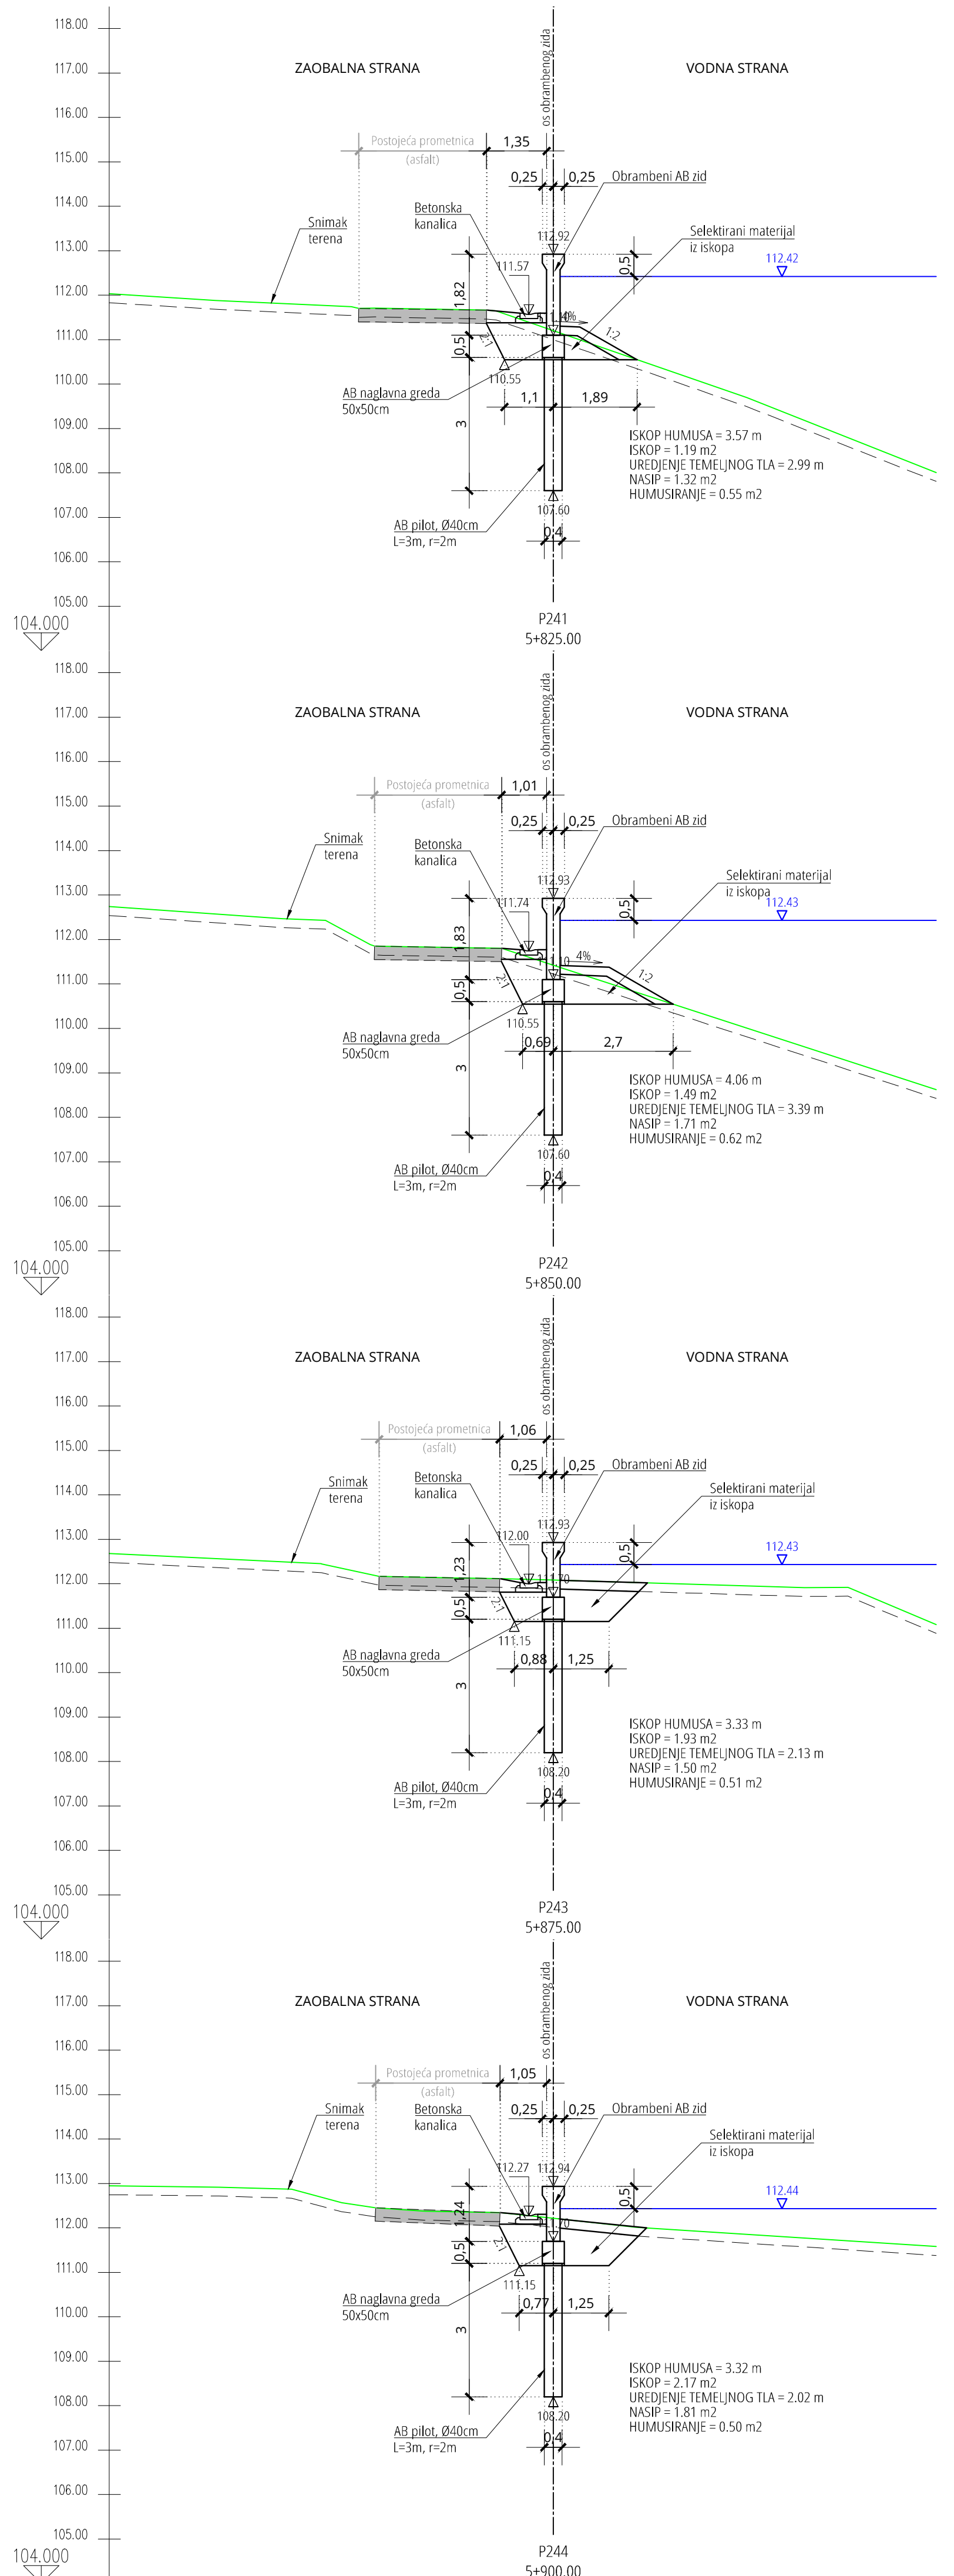 118.00
117.00
116.00
115.00
114.00
113.00
112.00
111.00
110.00
109.00
108.00
107.00
106.00
105.00
104.000
ZAOBALNA STRANA
VODNA STRANA
os obrambenog zida
Postojeća prometnica
(asfalt)
1,35
0,25
0,25
Obrambeni AB zid
Betonska
kanalica
Snimak
terena
Selektirani materijal
iz iskopa
112.92
111.57
112.42
0,5
1,82
0,5
3
4%
1:2
2:1
110.55
1,1
1,89
AB naglavna greda
50x50cm
ISKOP HUMUSA = 3.57 m
ISKOP = 1.19 m2
UREDJENJE TEMELJNOG TLA = 2.99 m
NASIP = 1.32 m2
HUMUSIRANJE = 0.55 m2
AB pilot, Ø40cm
L=3m, r=2m
107.60
0,4
P241
5+825.00
118.00
117.00
116.00
115.00
114.00
113.00
112.00
111.00
110.00
109.00
108.00
107.00
106.00
105.00
104.000
ZAOBALNA STRANA
VODNA STRANA
os obrambenog zida
Postojeća prometnica
(asfalt)
1,01
0,25
0,25
Obrambeni AB zid
Betonska
kanalica
Snimak
terena
Selektirani materijal
iz iskopa
112.93
111.74
112.43
0,5
1,83
0,5
3
4%
1:2
2:1
110.55
0,69
2,7
AB naglavna greda
50x50cm
ISKOP HUMUSA = 4.06 m
ISKOP = 1.49 m2
UREDJENJE TEMELJNOG TLA = 3.39 m
NASIP = 1.71 m2
HUMUSIRANJE = 0.62 m2
AB pilot, Ø40cm
L=3m, r=2m
107.60
0,4
P242
5+850.00
118.00
117.00
116.00
115.00
114.00
113.00
112.00
111.00
110.00
109.00
108.00
107.00
106.00
105.00
104.000
ZAOBALNA STRANA
VODNA STRANA
os obrambenog zida
Postojeća prometnica
(asfalt)
1,06
0,25
0,25
Obrambeni AB zid
Betonska
kanalica
Snimak
terena
Selektirani materijal
iz iskopa
112.93
112.00
112.43
0,5
1,23
0,5
3
2:1
111.15
0,88
1,25
AB naglavna greda
50x50cm
ISKOP HUMUSA = 3.33 m
ISKOP = 1.93 m2
UREDJENJE TEMELJNOG TLA = 2.13 m
NASIP = 1.50 m2
HUMUSIRANJE = 0.51 m2
AB pilot, Ø40cm
L=3m, r=2m
108.20
0,4
P243
5+875.00
118.00
117.00
116.00
115.00
114.00
113.00
112.00
111.00
110.00
109.00
108.00
107.00
106.00
105.00
104.000
ZAOBALNA STRANA
VODNA STRANA
os obrambenog zida
Postojeća prometnica
(asfalt)
1,05
0,25
0,25
Obrambeni AB zid
Betonska
kanalica
Snimak
terena
Selektirani materijal
iz iskopa
112.94
112.27
112.44
0,5
1,24
0,5
3
2:1
111.15
0,77
1,25
AB naglavna greda
50x50cm
ISKOP HUMUSA = 3.32 m
ISKOP = 2.17 m2
UREDJENJE TEMELJNOG TLA = 2.02 m
NASIP = 1.81 m2
HUMUSIRANJE = 0.50 m2
AB pilot, Ø40cm
L=3m, r=2m
108.20
0,4
P244
5+900.00